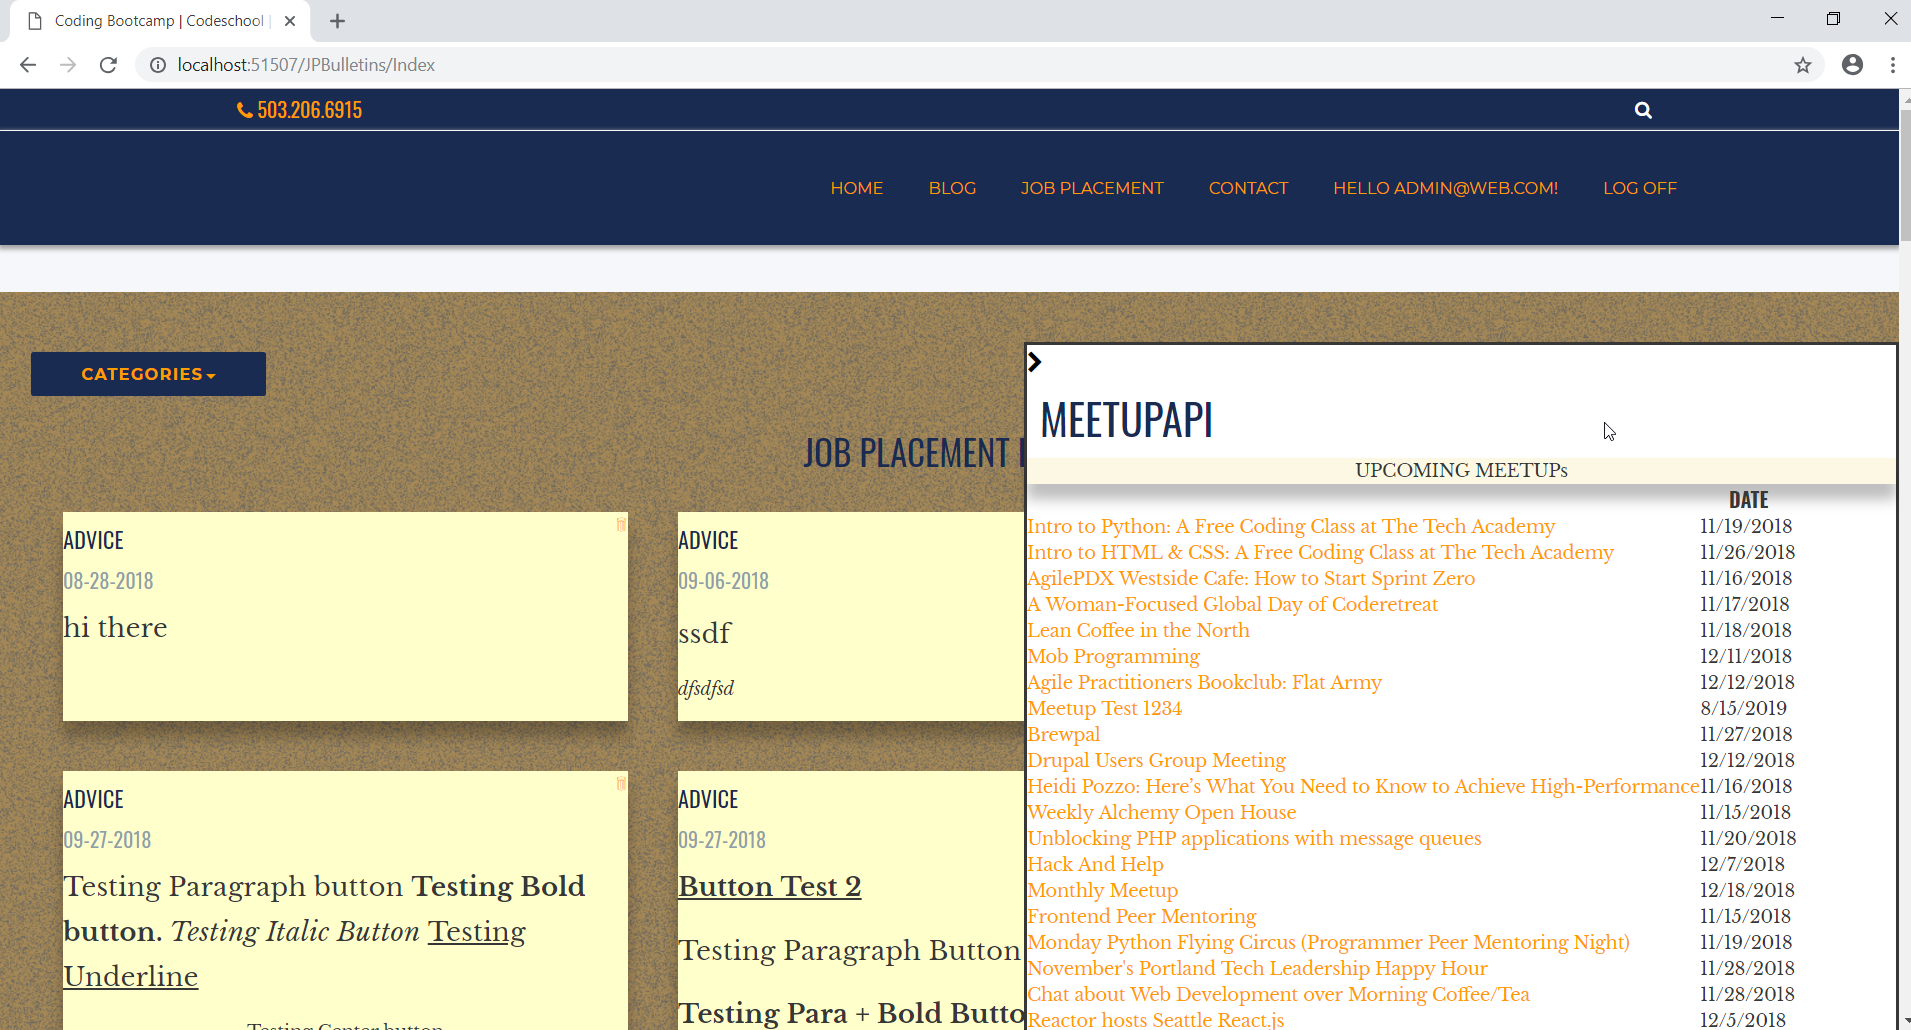 Coding Bootcamp | Codeschool |
localhost:51507/JPBulletins/Index
503.206.6915
HOME BLOG JOB PLACEMENT CONTACT HELLO ADMIN@WEB.COM! LOG OFF
CATEGORIES
JOB PLACEMENT
ADVICE
08-28-2018
hi there
ADVICE
09-06-2018
ssdf
dfsdfsd
ADVICE
09-27-2018
Testing Paragraph button Testing Bold
button. Testing Italic Button Testing
Underline
Testing Center button
ADVICE
09-27-2018
Button Test 2
Testing Paragraph Button
Testing Para + Bold Butto
MEETUPAPI
UPCOMING MEETUPs
DATE
Intro to Python: A Free Coding Class at The Tech Academy 11/19/2018
Intro to HTML & CSS: A Free Coding Class at The Tech Academy 11/26/2018
AgilePDX Westside Cafe: How to Start Sprint Zero 11/16/2018
A Woman-Focused Global Day of Coderetreat 11/17/2018
Lean Coffee in the North 11/18/2018
Mob Programming 12/11/2018
Agile Practitioners Bookclub: Flat Army 12/12/2018
Meetup Test 1234 8/15/2019
Brewpal 11/27/2018
Drupal Users Group Meeting 12/12/2018
Heidi Pozzo: Here's What You Need to Know to Achieve High-Performance 11/16/2018
Weekly Alchemy Open House 11/15/2018
Unblocking PHP applications with message queues 11/20/2018
Hack And Help 12/7/2018
Monthly Meetup 12/18/2018
Frontend Peer Mentoring 11/15/2018
Monday Python Flying Circus (Programmer Peer Mentoring Night) 11/19/2018
November's Portland Tech Leadership Happy Hour 11/28/2018
Chat about Web Development over Morning Coffee/Tea 11/28/2018
Reactor hosts Seattle React.js 12/5/2018